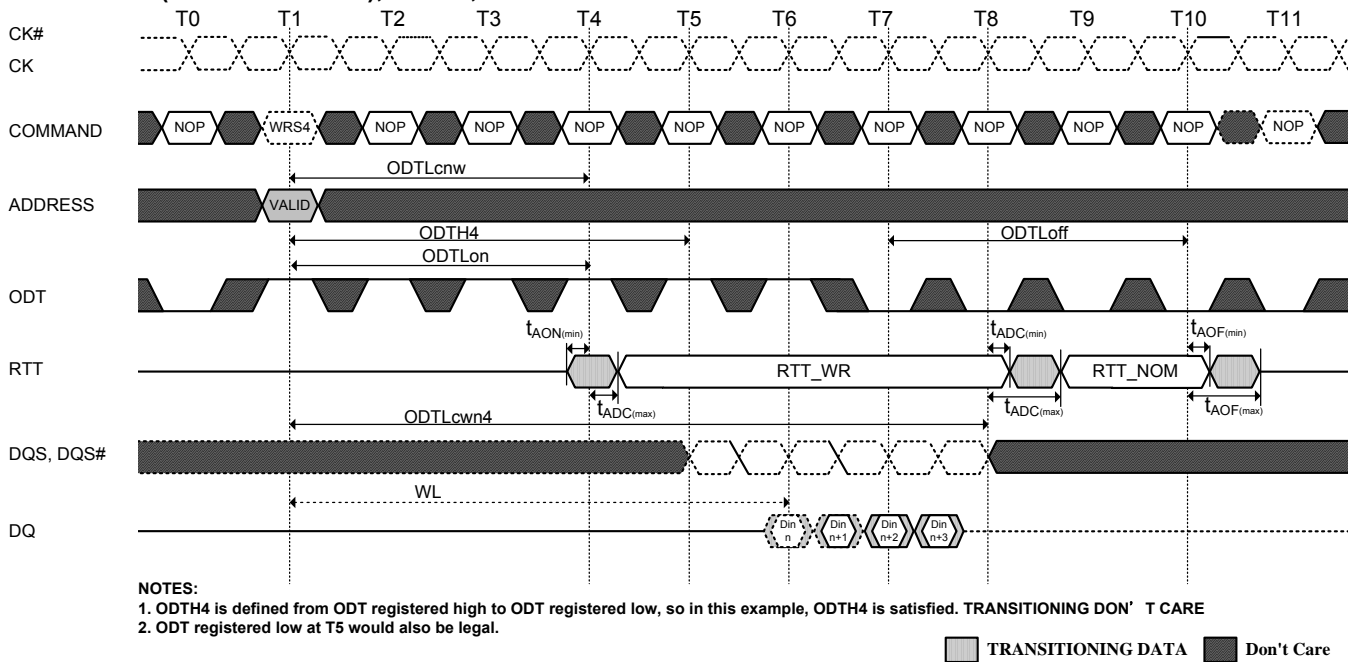 T0 T1 T2 T3 T4 T5 T6 T7 T8 T9 T10 T11
CK#
CK
COMMAND NOP WRS4 NOP NOP NOP NOP NOP NOP NOP NOP NOP NOP
ODTLcnw
ADDRESS VALID
ODTH4 ODTLoff
ODTLon
ODT
tAON(min) tADC(min) tAOF(min)
RTT RTT_WR RTT_NOM
tADC(max) tADC(max) tAOF(max)
ODTLcwn4
DQS, DQS#
WL
DQ Din n Din n+1 Din n+2 Din n+3
NOTES:
1. ODTH4 is defined from ODT registered high to ODT registered low, so in this example, ODTH4 is satisfied. TRANSITIONING DON’ T CARE
2. ODT registered low at T5 would also be legal.
TRANSITIONING DATA Don't Care